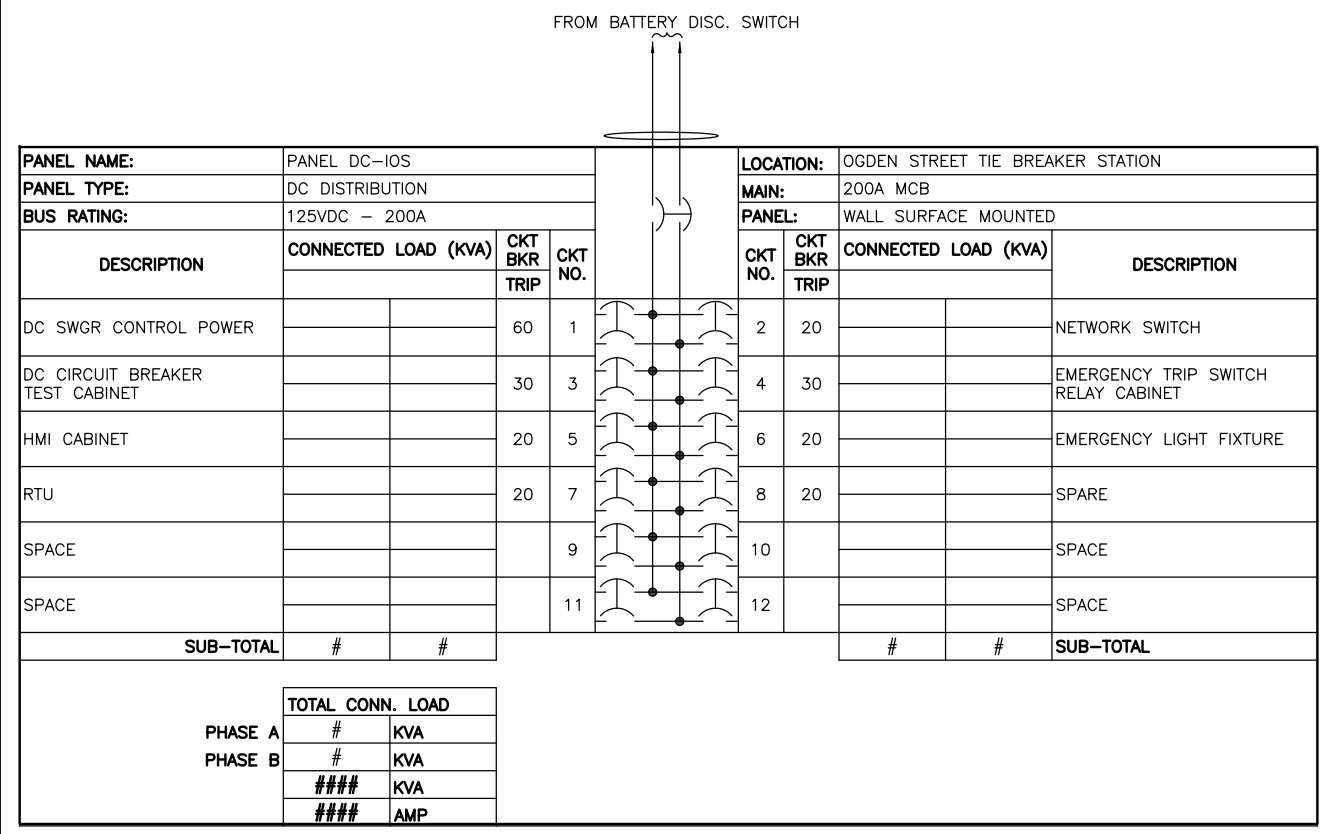 FROM BATTERY DISC. SWITCH
PANEL NAME: PANEL DC-IOS LOCATION: OGDEN STREET TIE BREAKER STATION
PANEL TYPE: DC DISTRIBUTION MAIN: 200A MCB
BUS RATING: 125VDC - 200A PANEL: WALL SURFACE MOUNTED
DESCRIPTION CONNECTED LOAD (KVA) CKT BKR TRIP CKT NO. CKT NO. CKT BKR TRIP CONNECTED LOAD (KVA) DESCRIPTION
DC SWGR CONTROL POWER 60 1 2 20 NETWORK SWITCH
DC CIRCUIT BREAKER TEST CABINET 30 3 4 30 EMERGENCY TRIP SWITCH RELAY CABINET
HMI CABINET 20 5 6 20 EMERGENCY LIGHT FIXTURE
RTU 20 7 8 20 SPARE
SPACE 9 10 SPACE
SPACE 11 12 SPACE
SUB-TOTAL # # # # SUB-TOTAL
TOTAL CONN. LOAD
PHASE A # KVA
PHASE B # KVA
#### KVA
#### AMP